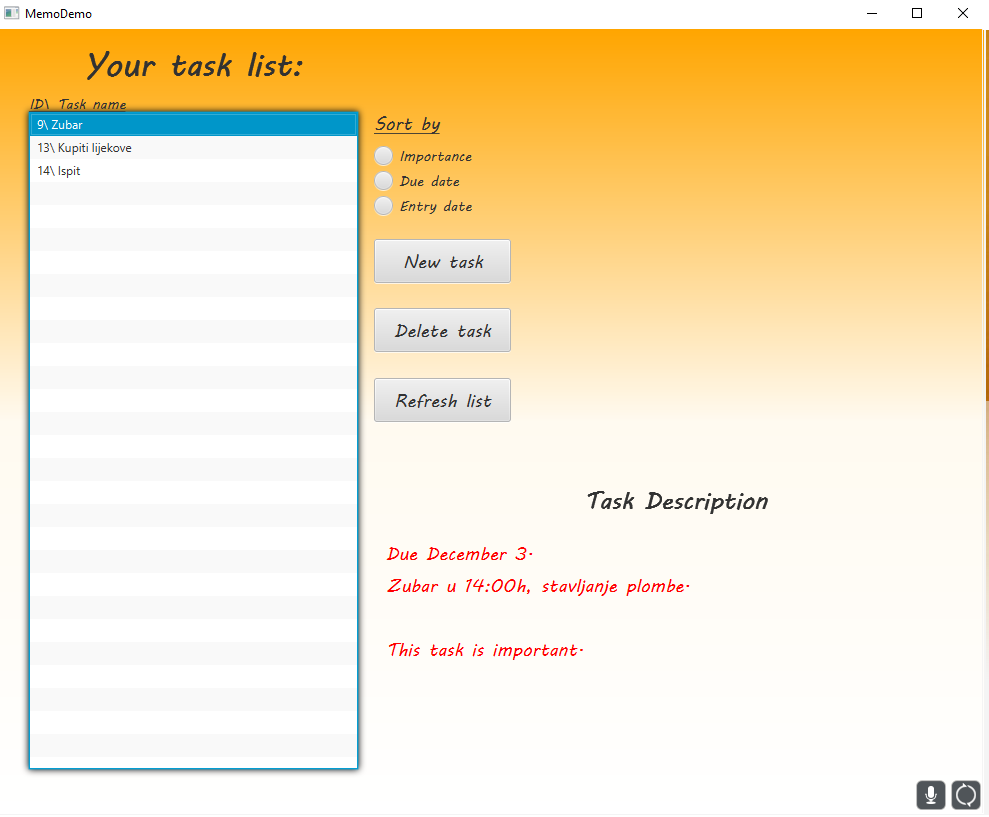 MemoDemo
Your task list:
ID\ Task name
9\ Zubar
13\ Kupiti lijekove
14\ Ispit
Sort by
Importance
Due date
Entry date
New task
Delete task
Refresh list
Task Description
Due December 3.
Zubar u 14:00h, stavljanje plombe.
This task is important.